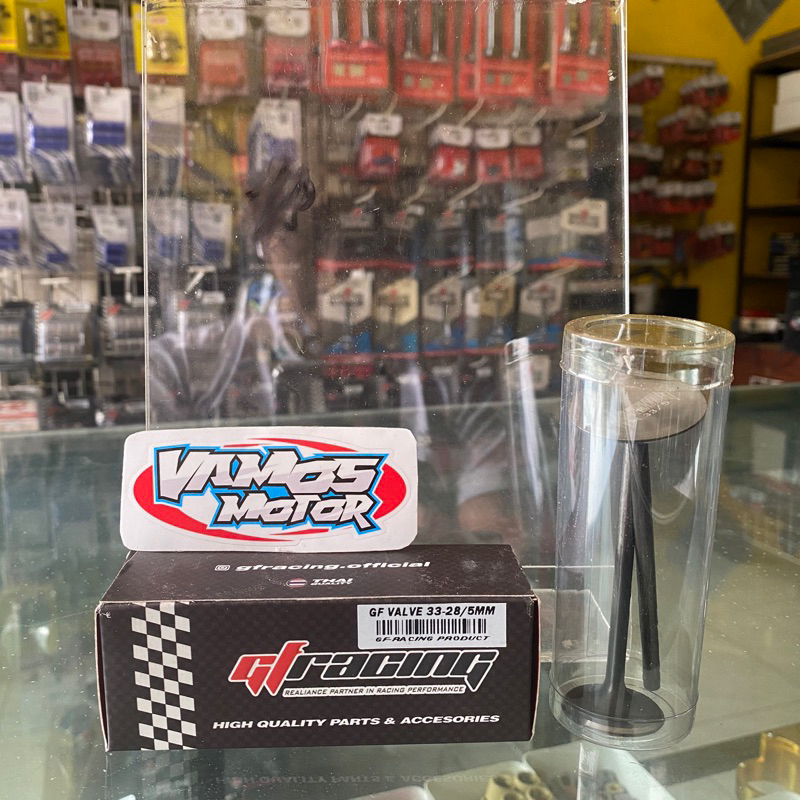 VAMOS
MOTOR
gfracing.official
THAI
GF VALVE 33-28/5MM
GF-RACING PRODUCT
gfracing
REALIANCE PARTNER IN RACING PERFORMANCE
HIGH QUALITY PARTS & ACCESORIES